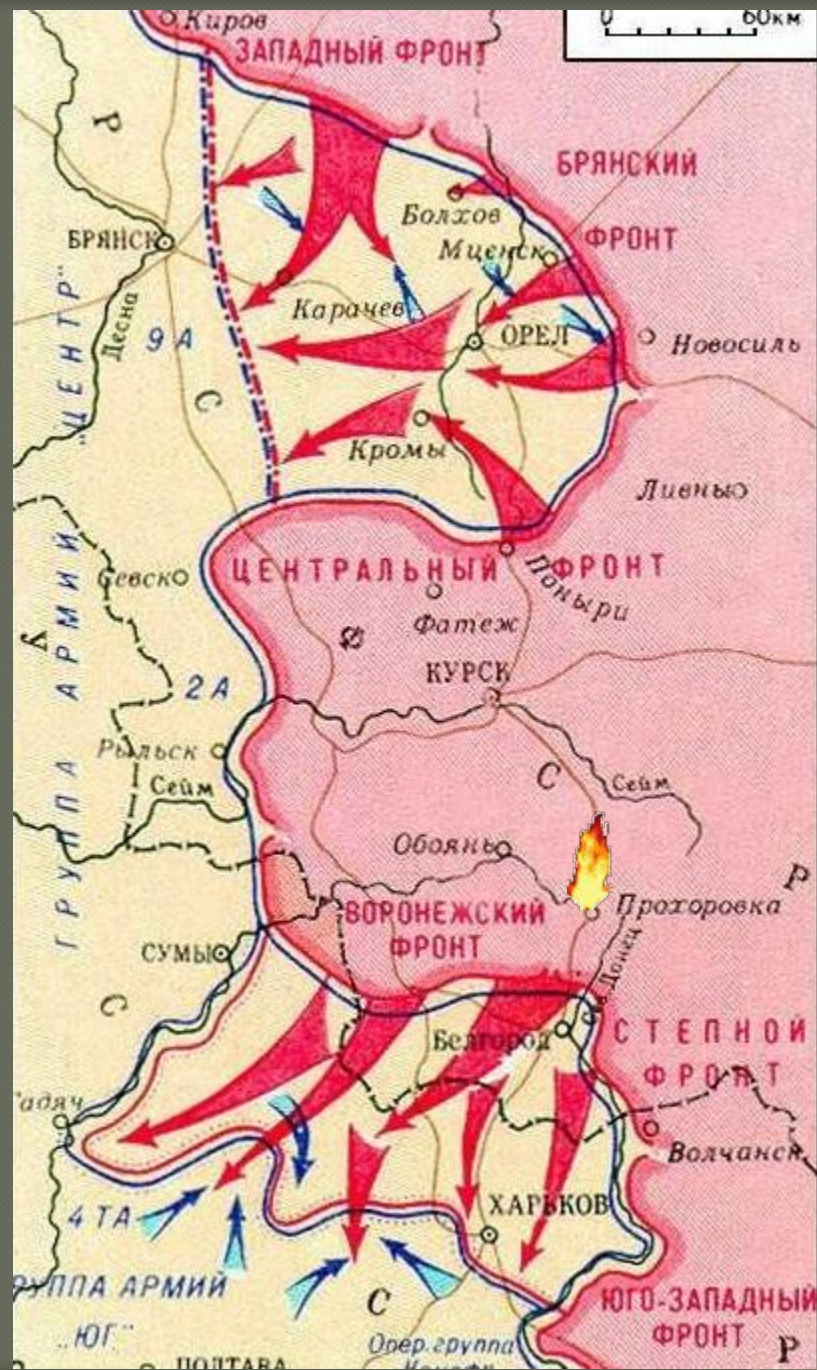 Киров
0 60км
ЗАПАДНЫЙ ФРОНТ
Р
БРЯНСКИЙ
ФРОНТ
Болхов
БРЯНСК
Мценск
Десна
Карачев
9 А
ОРЕЛ
Новосиль
С
Кромы
Ливны
ГРУППА АРМИЙ „ЦЕНТР"
ЦЕНТРАЛЬНЫЙ ФРОНТ
Севск
Поныри
Фатеж
Ф
У
КУРСК
2 А
Рыльск
Сейм
С
Сейм
Обоянь
Р
Прохоровка
ВОРОНЕЖСКИЙ
ФРОНТ
СУМЫ
Донец
С
Белгород
СТЕПНОЙ
ФРОНТ
Гадяч
Волчанск
4 ТА
ХАРЬКОВ
РУППА АРМИЙ
„ЮГ"
С
ЮГО-ЗАПАДНЫЙ
ФРОНТ
Опер. группа
Р
ПОЛТАВА